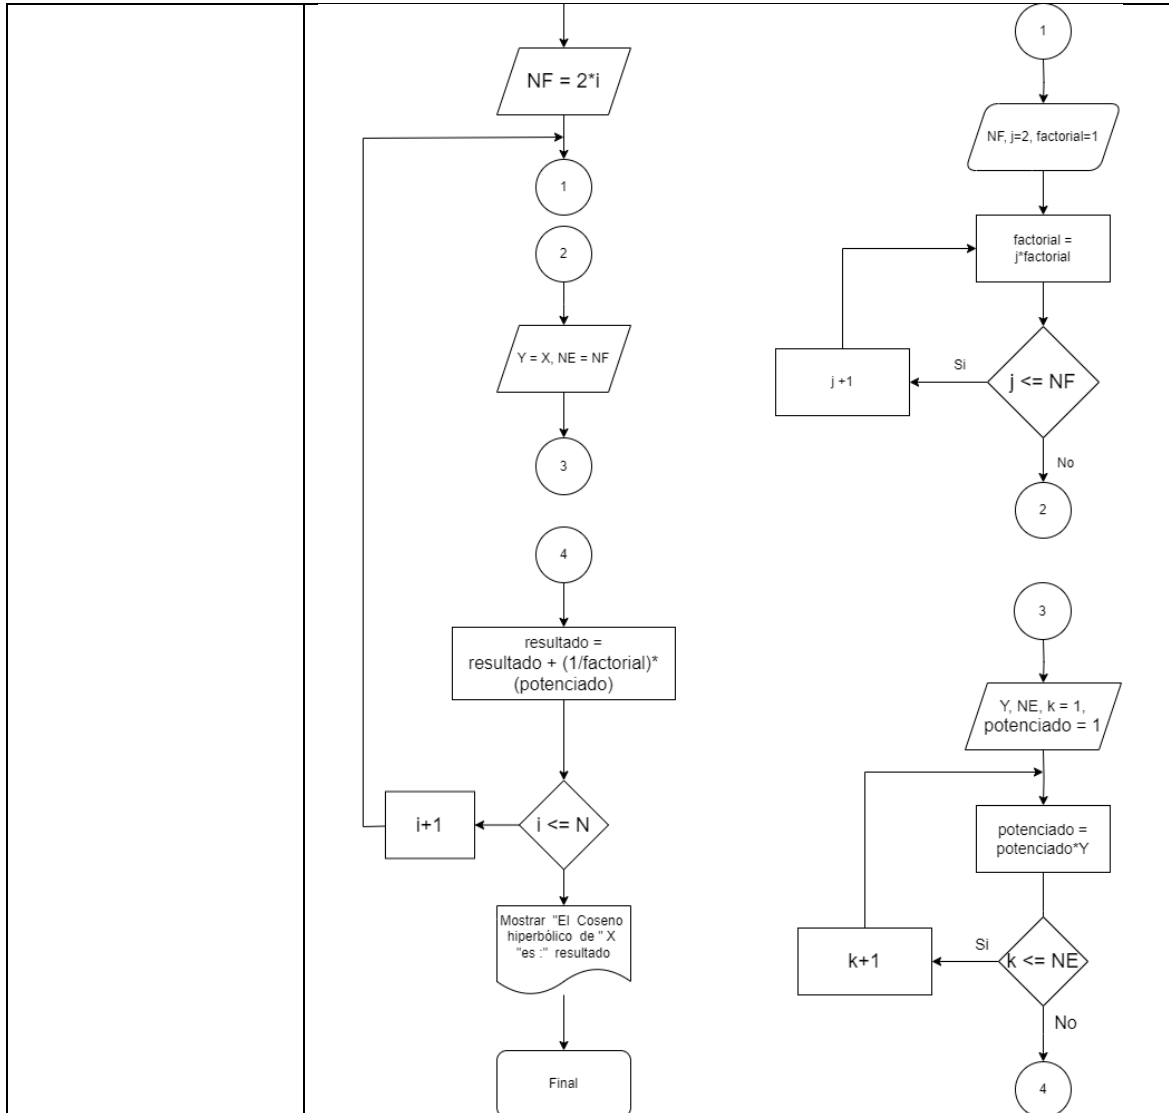 NF = 2*i
1
2
Y = X, NE = NF
3
4
resultado =
resultado + (1/factorial)*
(potenciado)
i+1
i <= N
Mostrar "El Coseno
hiperbólico de " X
"es :" resultado
Final
1
NF, j=2, factorial=1
factorial =
j*factorial
j +1
Si
j <= NF
No
2
3
Y, NE, k = 1,
potenciado = 1
potenciado =
potenciado*Y
k+1
Si
k <= NE
No
4